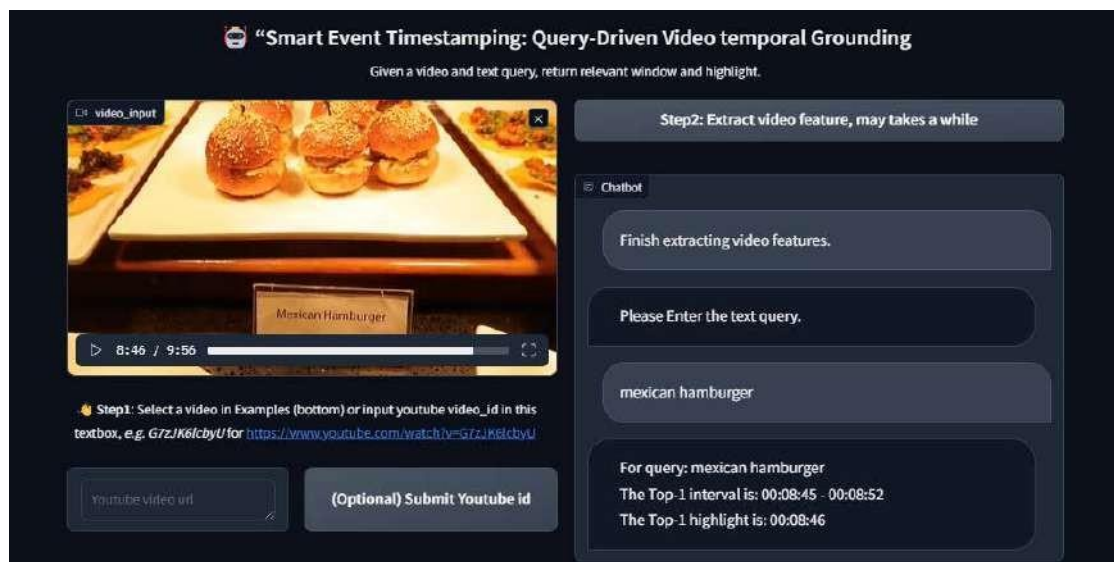 “Smart Event Timestamping: Query-Driven Video temporal Grounding
Given a video and text query, return relevant window and highlight.
video_input
Mexican Hamburger
8:46 / 9:56
Step1: Select a video in Examples (bottom) or input youtube video_id in this
textbox, e.g. G7zJK6lcbyU for https://www.youtube.com/watch?v=G7zJK6lcbyU
Youtube video url
(Optional) Submit Youtube id
Step2: Extract video feature, may takes a while
Chatbot
Finish extracting video features.
Please Enter the text query.
mexican hamburger
For query: mexican hamburger
The Top-1 interval is: 00:08:45 - 00:08:52
The Top-1 highlight is: 00:08:46